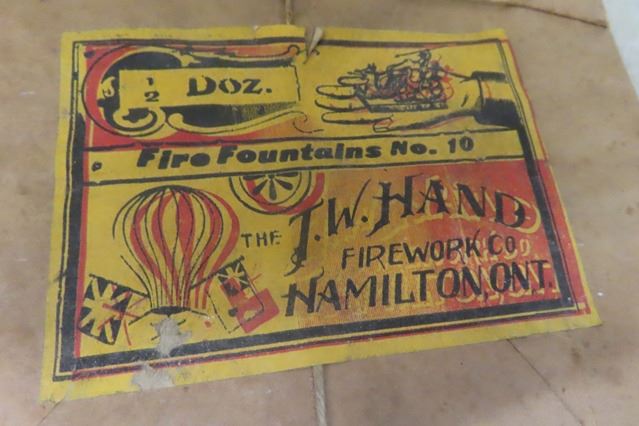 1/2 Doz.
Fire Fountains No. 10
THE T.W. HAND
FIREWORK CO
HAMILTON, ONT.